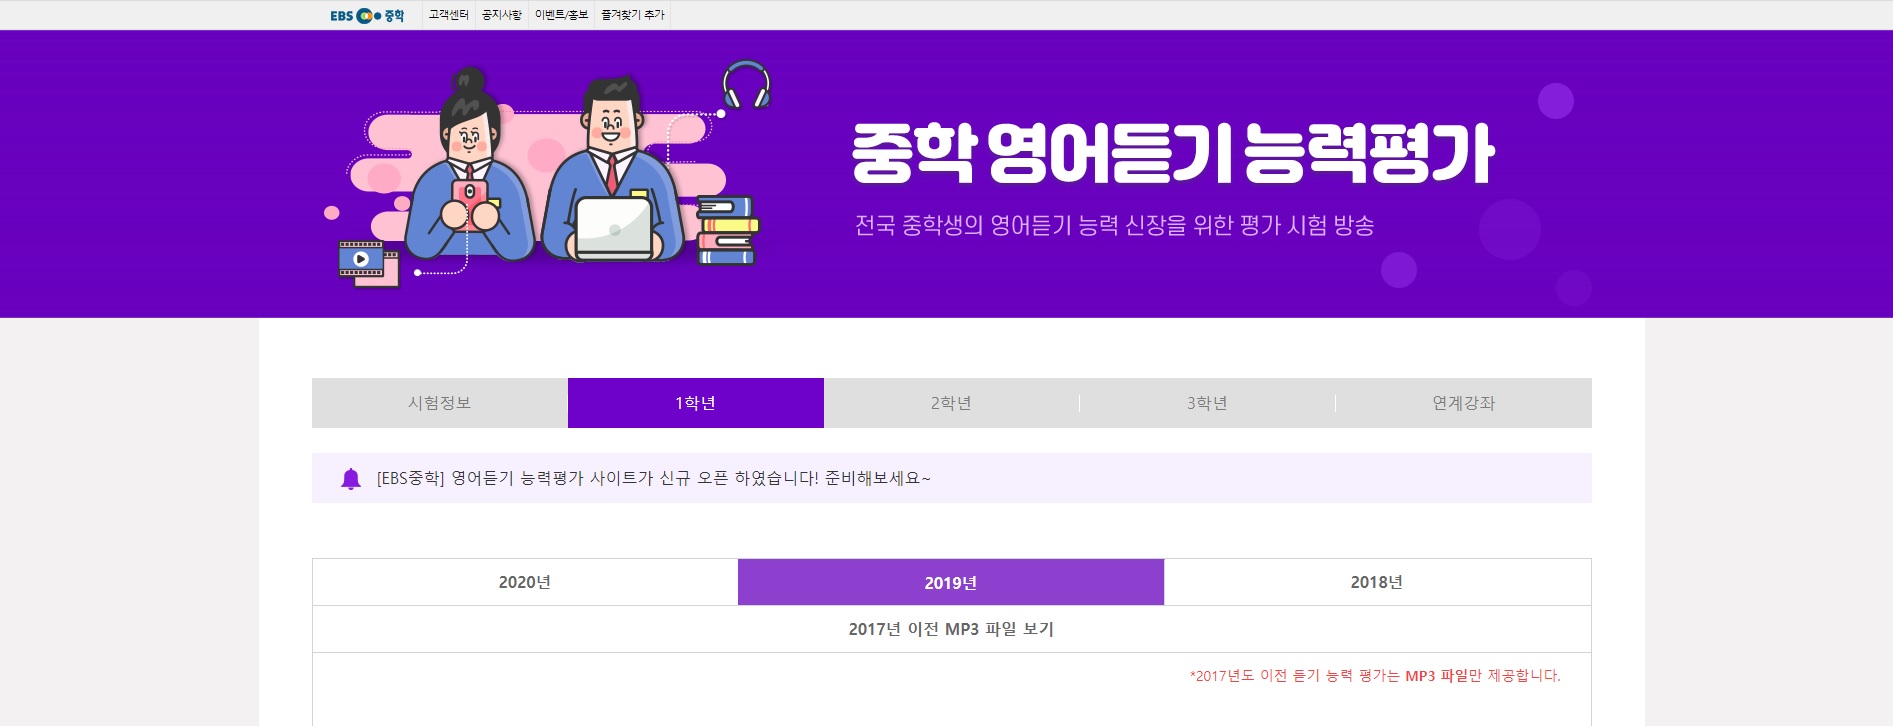 EBS 중학 고객센터 공지사항 이벤트/홍보 즐겨찾기 추가
중학 영어듣기 능력평가
전국 중학생의 영어듣기 능력 신장을 위한 평가 시험 방송
시험정보 1학년 2학년 3학년 연계강좌
[EBS중학] 영어듣기 능력평가 사이트가 신규 오픈 하였습니다! 준비해보세요~
2020년 2019년 2018년
2017년 이전 MP3 파일 보기
*2017년도 이전 듣기 능력 평가는 MP3 파일만 제공합니다.